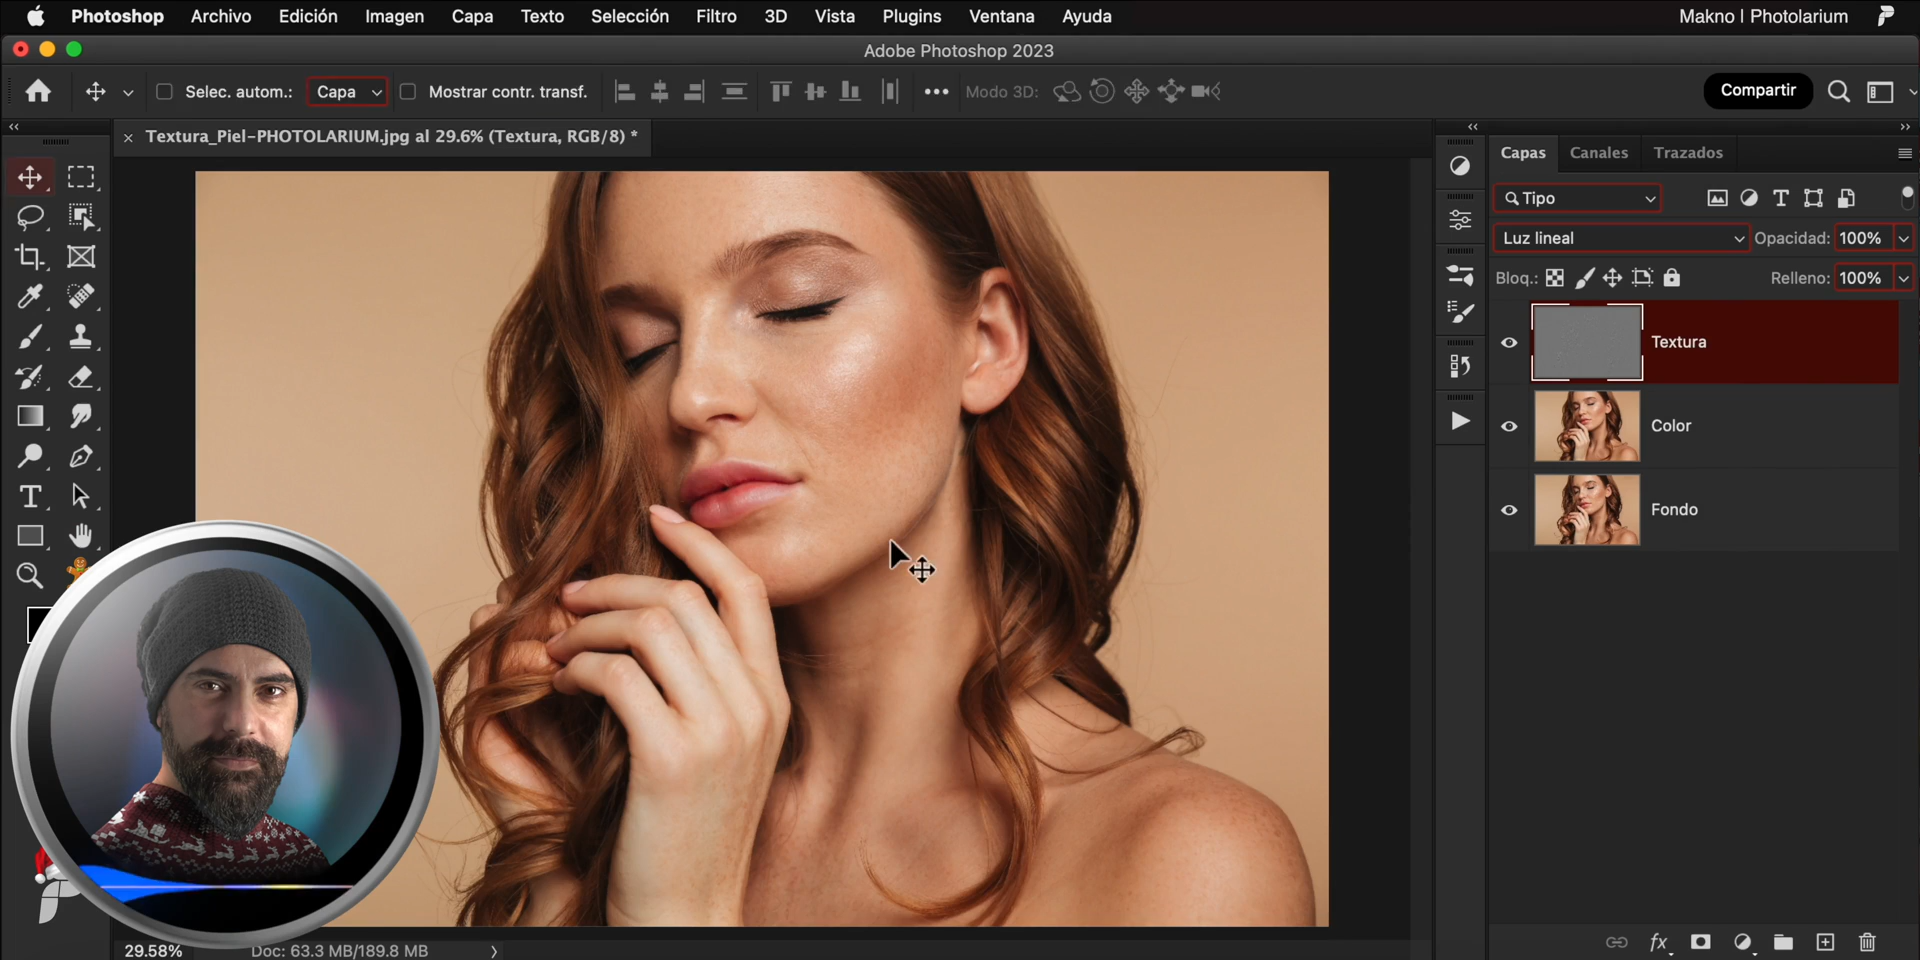 Photoshop Archivo Edición Imagen Capa Texto Selección Filtro 3D Vista Plugins Ventana Ayuda Makno | Photolarium
Adobe Photoshop 2023
Selec. autom.: Capa Mostrar contr. transf. Modo 3D: Compartir
Textura_Piel-PHOTOLARIUM.jpg al 29.6% (Textura, RGB/8) *
Capas Canales Trazados
Tipo
Luz lineal Opacidad: 100%
Bloq.: Relleno: 100%
Textura
Color
Fondo
29.58% Doc: 63.3 MB/189.8 MB
fx